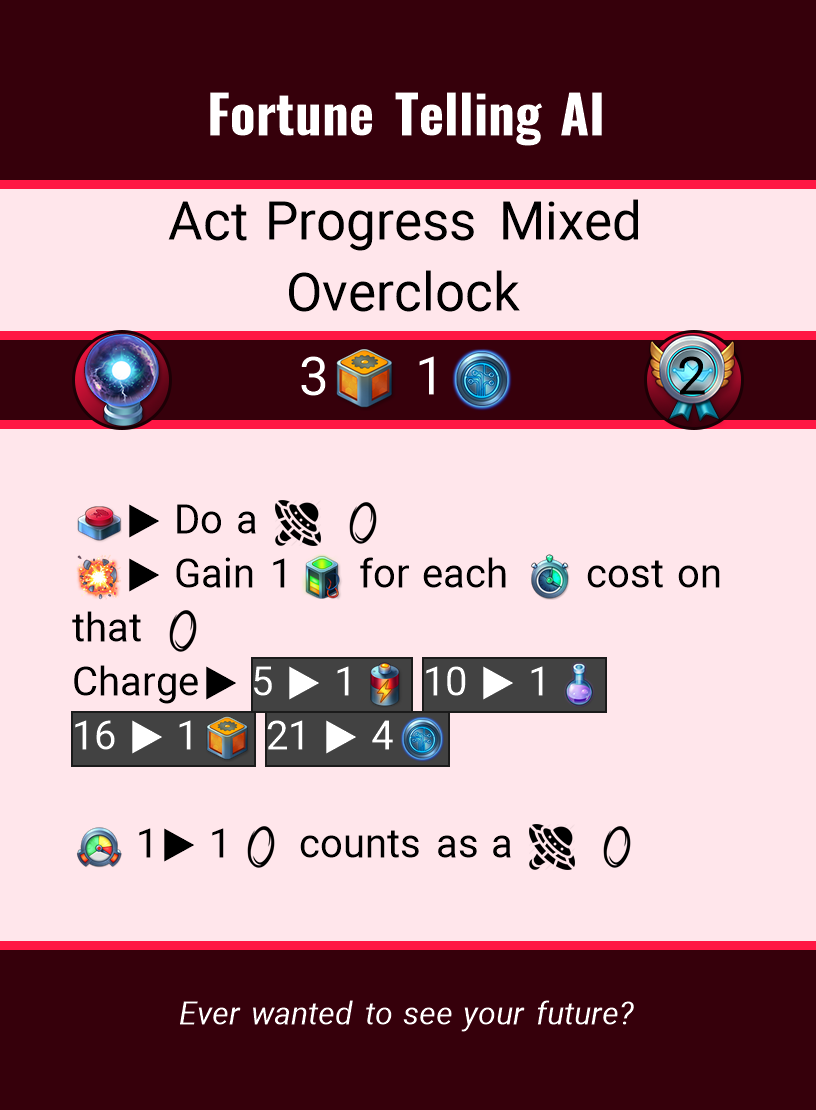 Fortune Telling AI
Act Progress Mixed
Overclock
3 1
2
▶ Do a
▶ Gain 1 for each cost on
that
Charge▶ 5 ▶ 1 10 ▶ 1
16 ▶ 1 21 ▶ 4
1▶ 1 counts as a
Ever wanted to see your future?